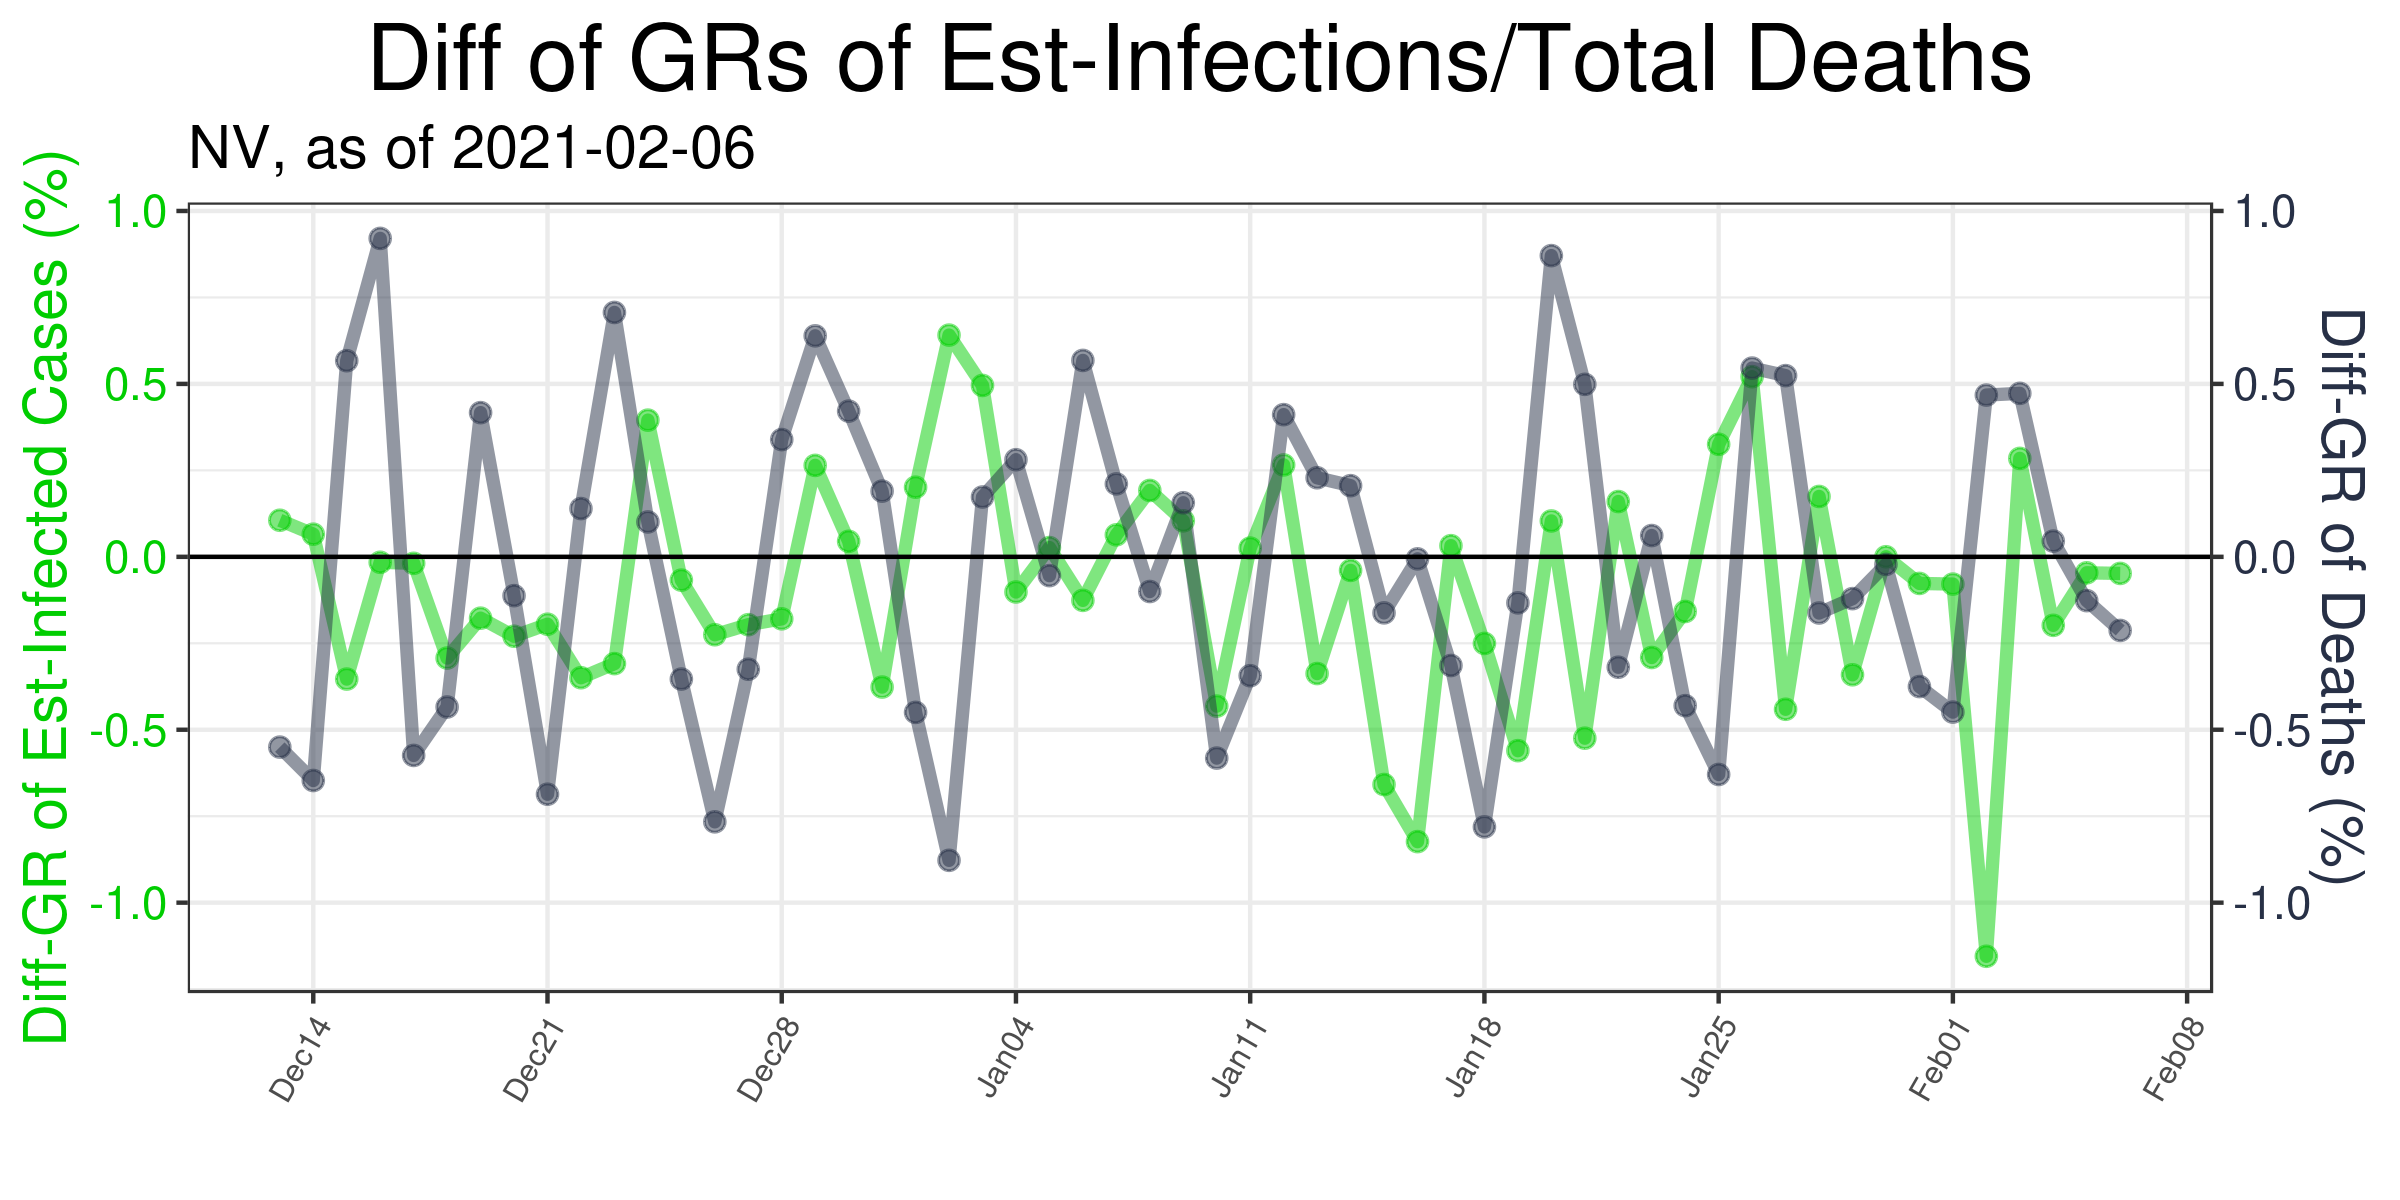 Diff of GRs of Est-Infections/Total Deaths
NV, as of 2021-02-06
Diff-GR of Est-Infected Cases (%)
1.0
0.5
0.0
-0.5
-1.0
1.0
0.5
0.0
-0.5
-1.0
Diff-GR of Deaths (%)
Dec14
Dec21
Dec28
Jan04
Jan11
Jan18
Jan25
Feb01
Feb08